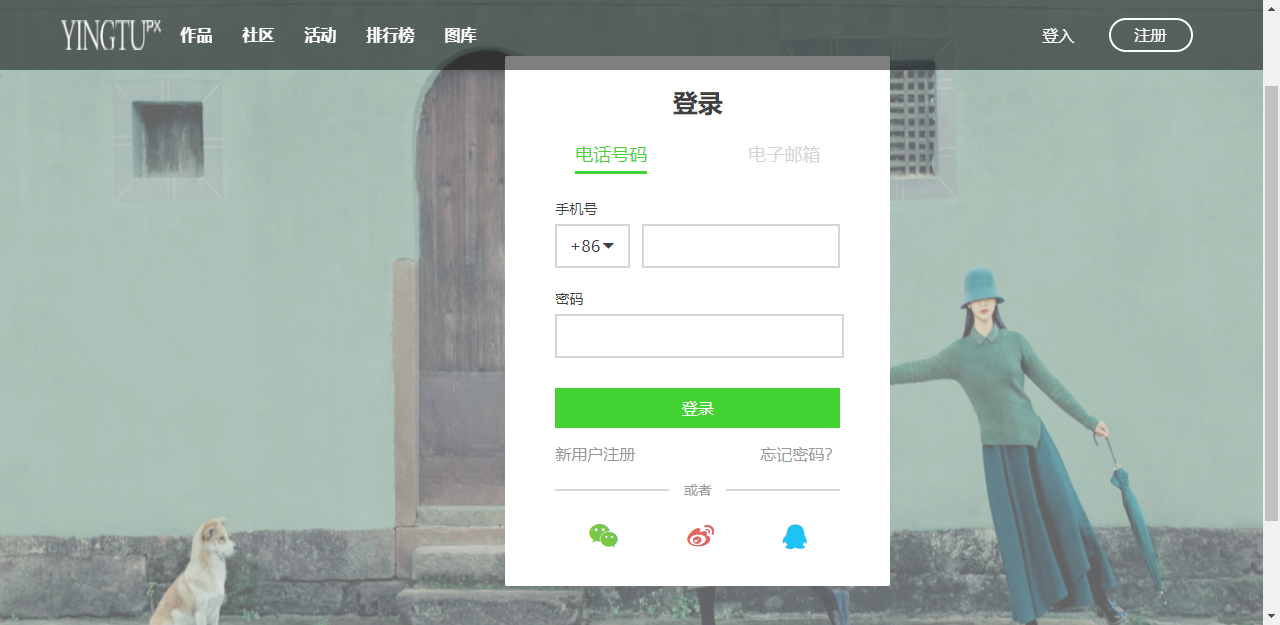 YINGTUPX 作品 社区 活动 排行榜 图库 登入 注册
登录
电话号码 电子邮箱
手机号
+86
密码
登录
新用户注册 忘记密码?
或者